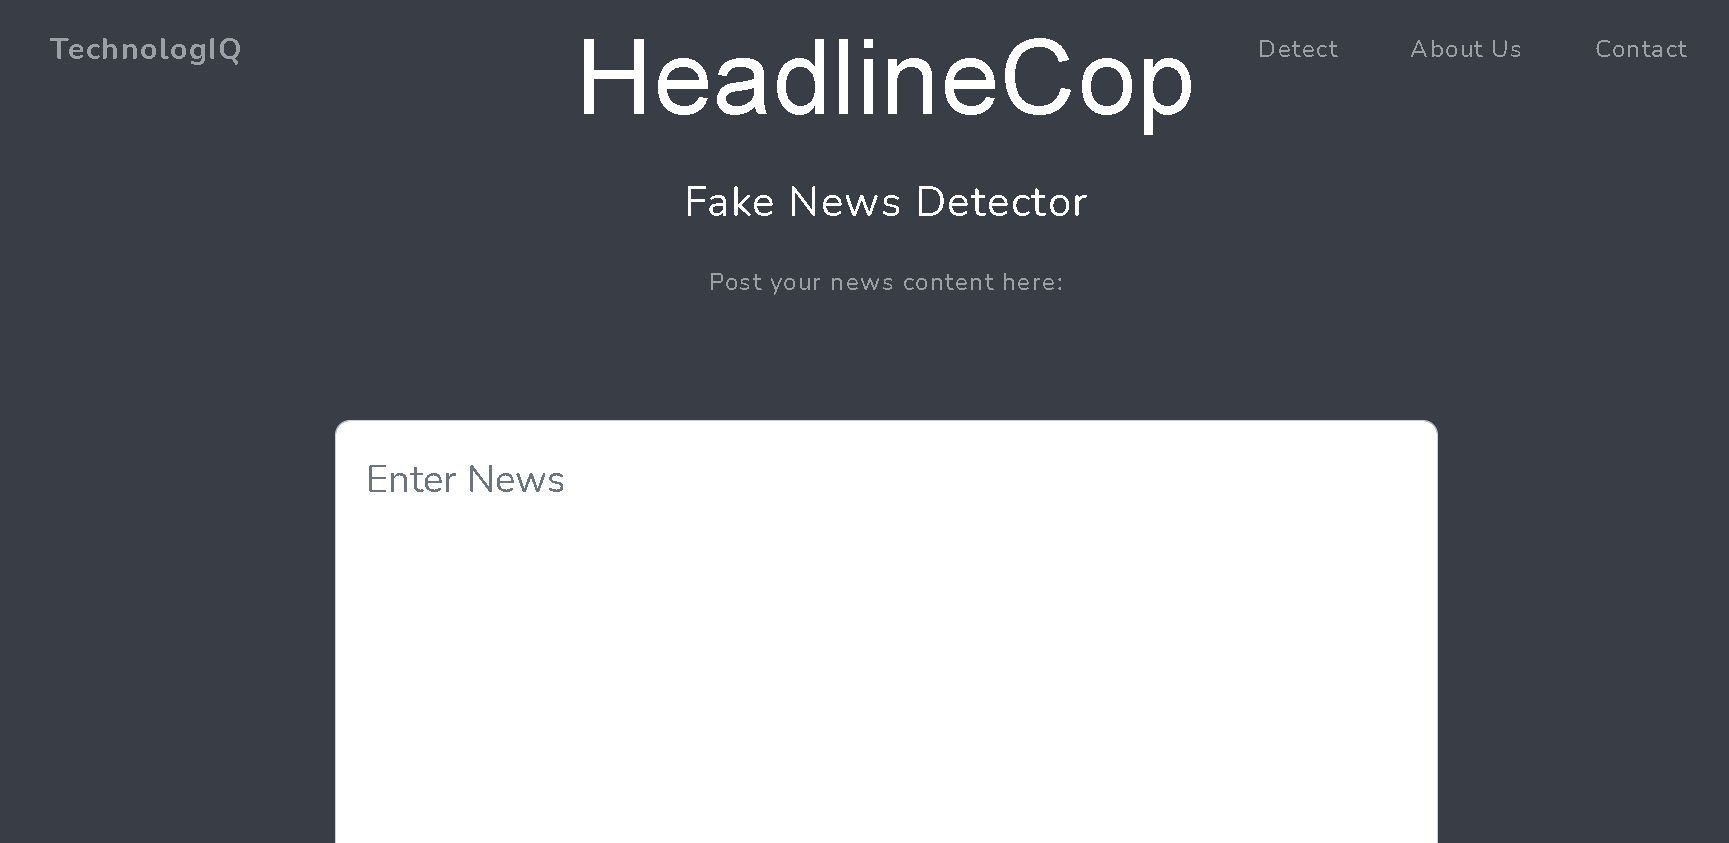 TechnologIQ
HeadlineCop
Detect
About Us
Contact
Fake News Detector
Post your news content here:
Enter News